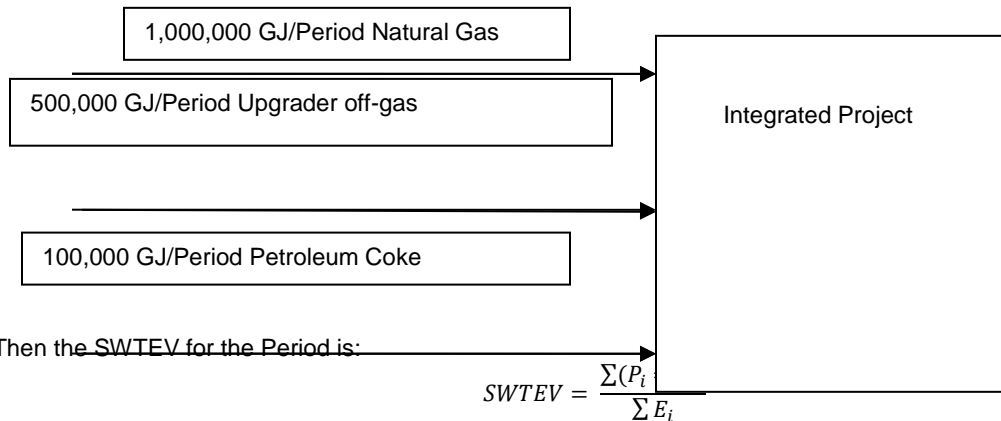 1,000,000 GJ/Period Natural Gas
500,000 GJ/Period Upgrader off-gas
Integrated Project
100,000 GJ/Period Petroleum Coke
Then the SWTEV for the Period is:
SWTEV = ∑(P_i / ∑ E_i